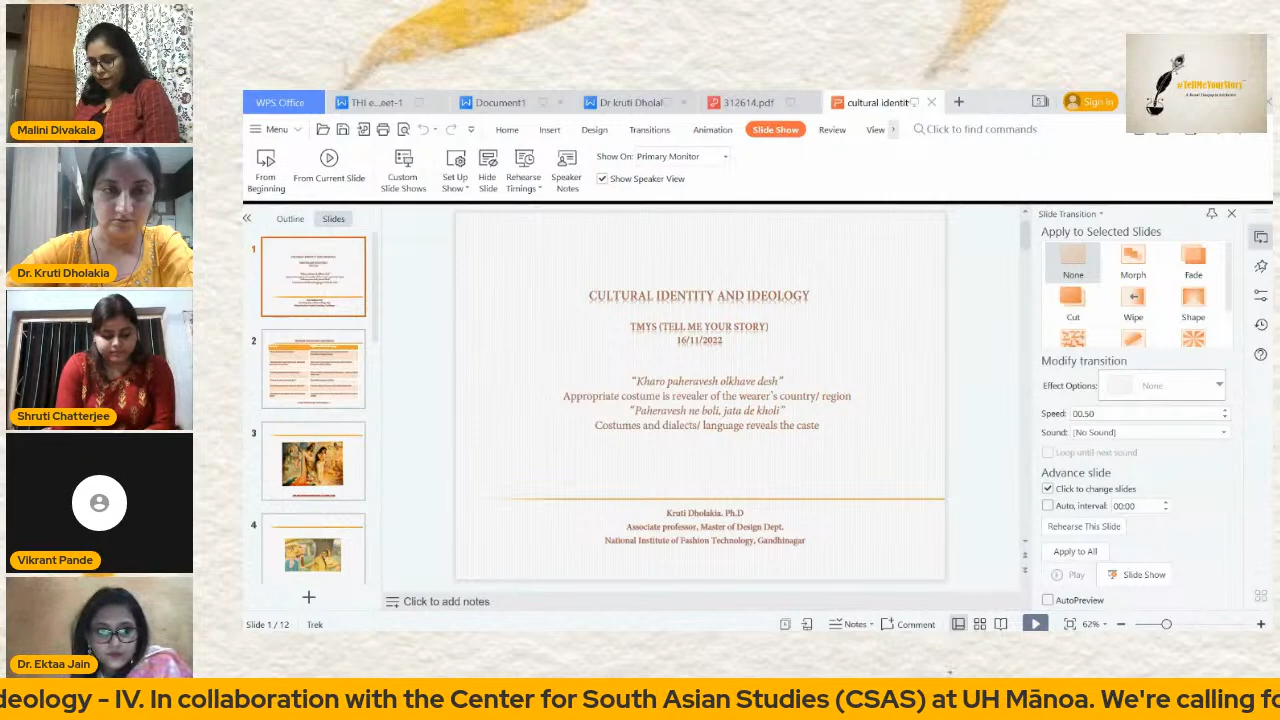 Malini Divakala
Dr. Kruti Dholakia
Shruti Chatterjee
Vikrant Pande
Dr. Ektaa Jain
#TellMeYourStory
WPS Office
THI e...eet-1
Document1
Dr kruti Dholal
312614.pdf
cultural identit
Sign in
Menu
Home
Insert
Design
Transitions
Animation
Slide Show
Review
View
Click to find commands
From Beginning
From Current Slide
Custom Slide Shows
Set Up Show
Hide Slide
Rehearse Timings
Speaker Notes
Show On: Primary Monitor
Show Speaker View
Outline
Slides
1
2
3
4
CULTURAL IDENTITY AND IDEOLOGY
TMYS (TELL ME YOUR STORY)
16/11/2022
“Kharo paheravesh olkhave desh”
Appropriate costume is revealer of the wearer's country/ region
“Paheravesh ne boli, jata de kholi”
Costumes and dialects/ language reveals the caste
Kruti Dholakia. Ph.D
Associate professor, Master of Design Dept.
National Institute of Fashion Technology, Gandhinagar
Click to add notes
Slide Transition
Apply to Selected Slides
None
Morph
Fade
Cut
Wipe
Shape
Modify transition
Effect Options: None
Speed: 00.50
Sound: [No Sound]
Loop until next sound
Advance slide
Click to change slides
Auto, interval: 00:00
Rehearse This Slide
Apply to All
Play
Slide Show
AutoPreview
Slide 1 / 12
Trek
Notes
Comment
62%
deology - IV. In collaboration with the Center for South Asian Studies (CSAS) at UH Mānoa. We're calling fo